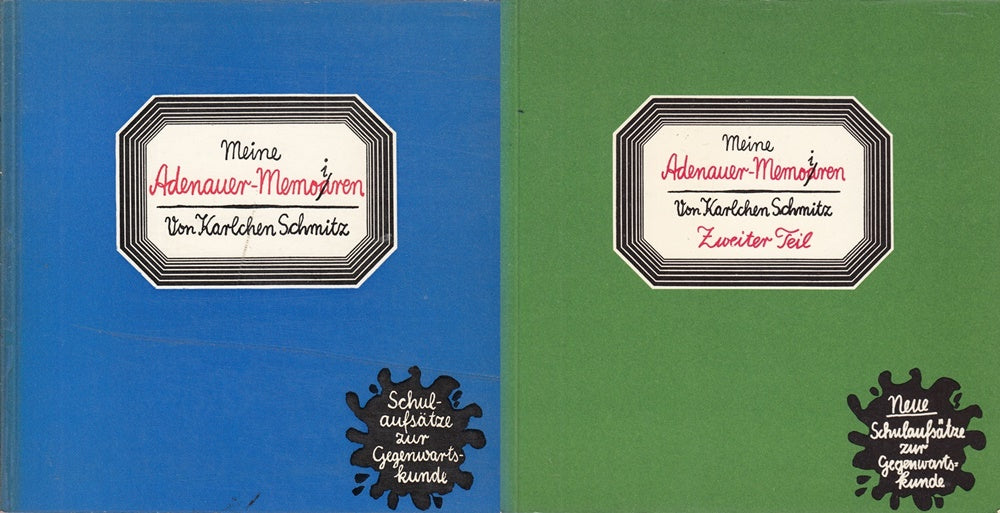 Meine
Adenauer-Memoiren
Von Karlchen Schmitz
Schul-
aufsätze
zur
Gegenwarts-
kunde
Meine
Adenauer-Memoiren
Von Karlchen Schmitz
Zweiter Teil
Neue
Schulaufsätze
zur
Gegenwarts-
kunde